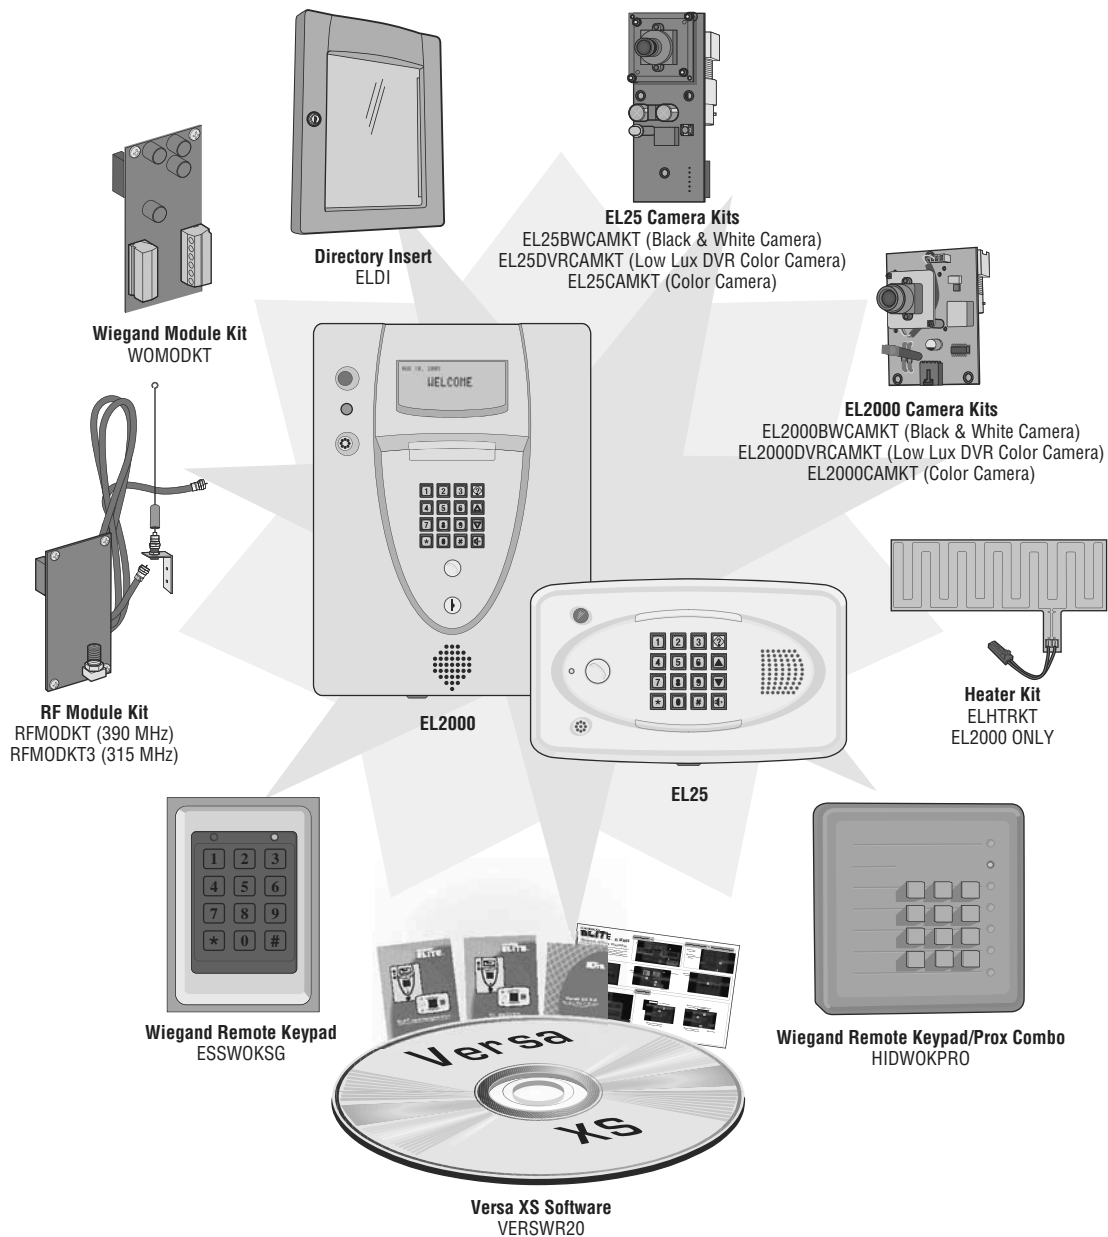 EL25 Camera Kits
EL25BWCAMKT (Black & White Camera)
EL25DVRCAMKT (Low Lux DVR Color Camera)
EL25CAMKT (Color Camera)
Directory Insert
ELDI
Wiegand Module Kit
WOMODKT
EL2000 Camera Kits
EL2000BWCAMKT (Black & White Camera)
EL2000DVRCAMKT (Low Lux DVR Color Camera)
EL2000CAMKT (Color Camera)
WELCOME
1 2 3
4 5 6
7 8 9
* 0 #
1 2 3
4 5 6
7 8 9
* 0 #
Heater Kit
ELHTRKT
EL2000 ONLY
RF Module Kit
RFMODKT (390 MHz)
RFMODKT3 (315 MHz)
EL2000
EL25
1 2 3
4 5 6
7 8 9
* 0 #
Wiegand Remote Keypad
ESSWOKSG
Wiegand Remote Keypad/Prox Combo
HIDWOKPRO
ELITE
Versa
XS
Versa XS Software
VERSWR20